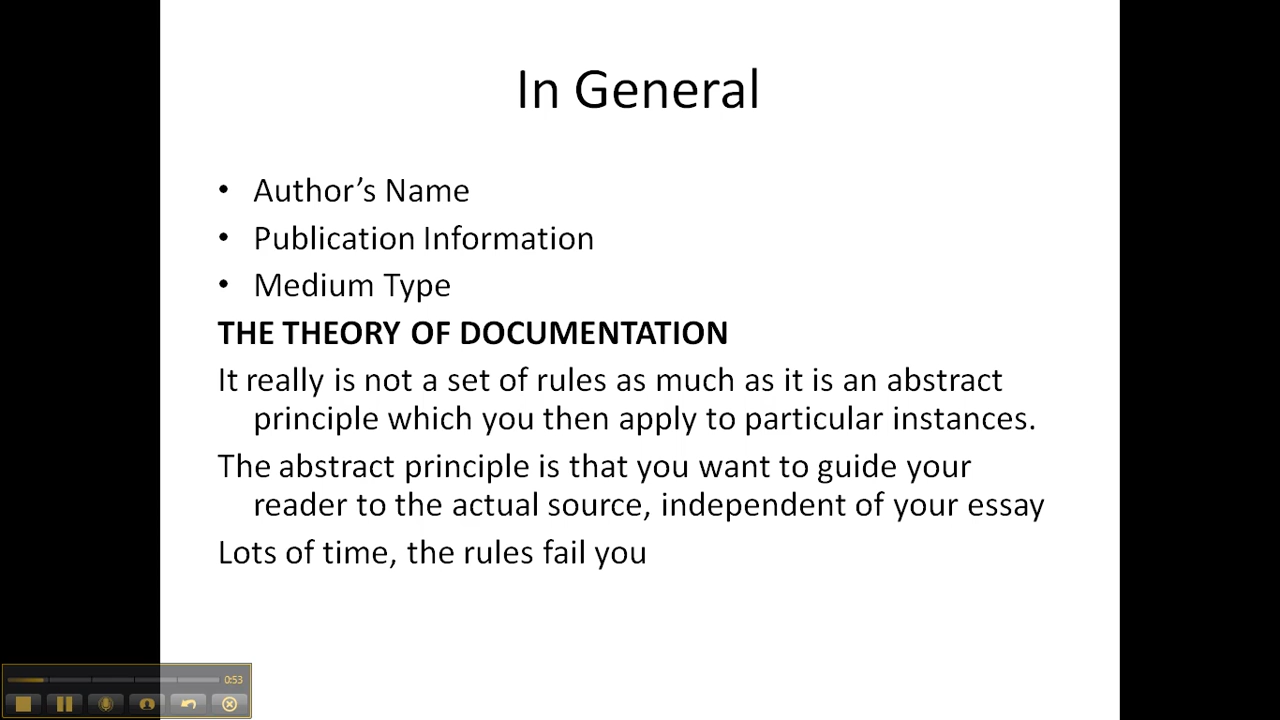 In General
• Author’s Name
• Publication Information
• Medium Type
THE THEORY OF DOCUMENTATION
It really is not a set of rules as much as it is an abstract
principle which you then apply to particular instances.
The abstract principle is that you want to guide your
reader to the actual source, independent of your essay
Lots of time, the rules fail you
0:53